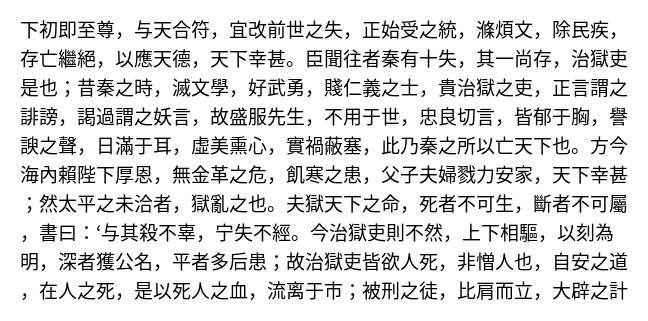 下初即至尊，与天合符，宜改前世之失，正始受之統，滌煩文，除民疾，
存亡繼絕，以應天德，天下幸甚。臣聞往者秦有十失，其一尚存，治獄吏
是也；昔秦之時，滅文學，好武勇，賤仁義之士，貴治獄之吏，正言謂之
誹謗，謁過謂之妖言，故盛服先生，不用于世，忠良切言，皆郁于胸，譽
諛之聲，日滿于耳，虛美熏心，實禍蔽塞，此乃秦之所以亡天下也。方今
海內賴陛下厚恩，無金革之危，飢寒之患，父子夫婦戮力安家，天下幸甚
；然太平之未洽者，獄亂之也。夫獄天下之命，死者不可生，斷者不可屬
，書曰：‘与其殺不辜，宁失不經。今治獄吏則不然，上下相驅，以刻為
明，深者獲公名，平者多后患；故治獄吏皆欲人死，非憎人也，自安之道
，在人之死，是以死人之血，流离于市；被刑之徒，比肩而立，大辟之計